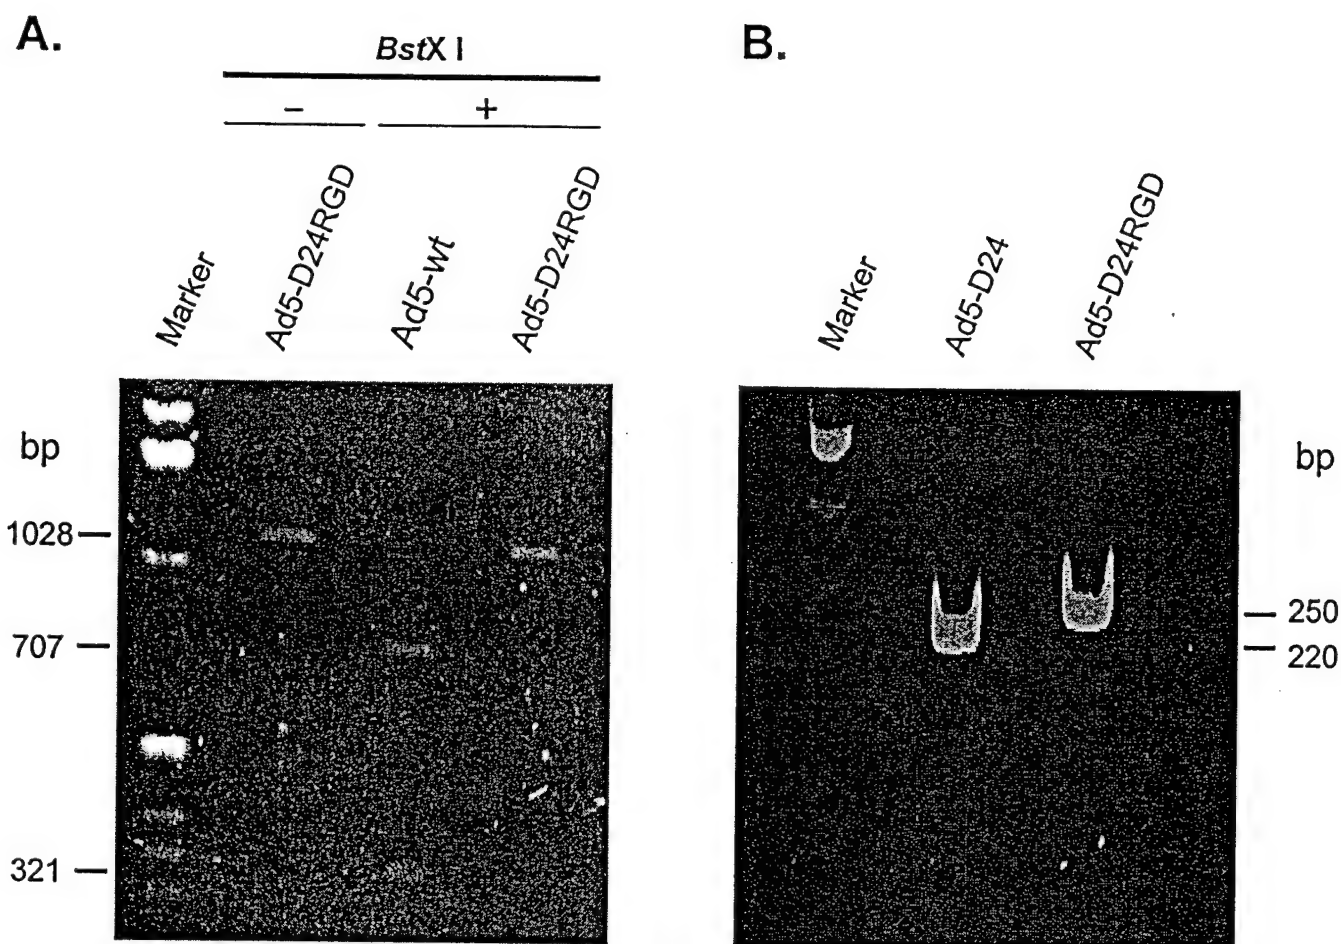 A.
BstX I
− +
Marker
Ad5-D24RGD
Ad5-wt
Ad5-D24RGD
bp
1028
707
321
B.
Marker
Ad5-D24
Ad5-D24RGD
bp
250
220